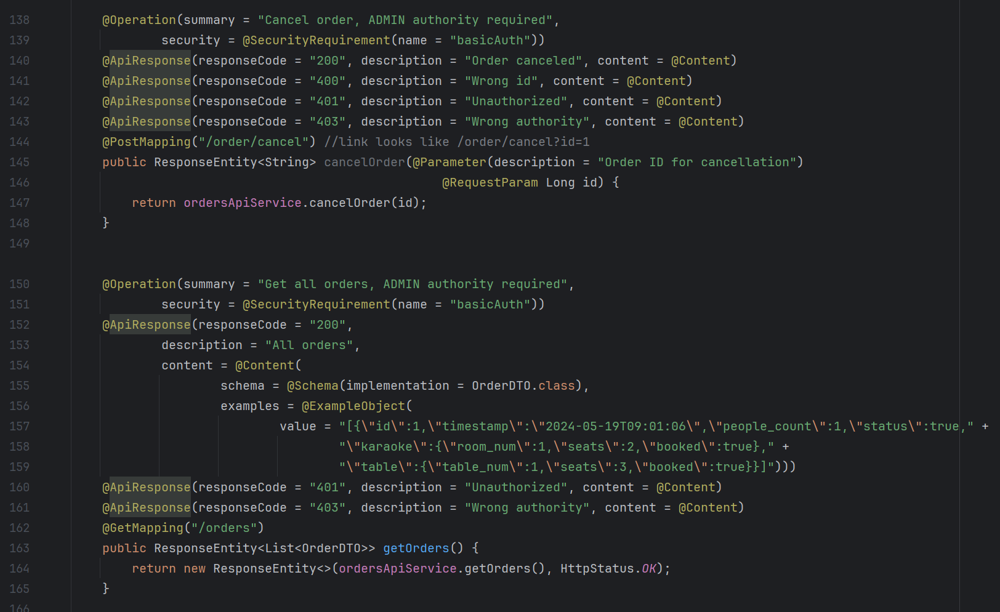 138 @Operation(summary = "Cancel order, ADMIN authority required",
139 security = @SecurityRequirement(name = "basicAuth"))
140 @ApiResponse(responseCode = "200", description = "Order canceled", content = @Content)
141 @ApiResponse(responseCode = "400", description = "Wrong id", content = @Content)
142 @ApiResponse(responseCode = "401", description = "Unauthorized", content = @Content)
143 @ApiResponse(responseCode = "403", description = "Wrong authority", content = @Content)
144 @PostMapping("/order/cancel") //link looks like /order/cancel?id=1
145 public ResponseEntity<String> cancelOrder(@Parameter(description = "Order ID for cancellation")
146 @RequestParam Long id) {
147 return ordersApiService.cancelOrder(id);
148 }
149
150 @Operation(summary = "Get all orders, ADMIN authority required",
151 security = @SecurityRequirement(name = "basicAuth"))
152 @ApiResponse(responseCode = "200",
153 description = "All orders",
154 content = @Content(
155 schema = @Schema(implementation = OrderDTO.class),
156 examples = @ExampleObject(
157 value = "[{\"id\":1,\"timestamp\":\"2024-05-19T09:01:06\",\"people_count\":1,\"status\":true," +
158 "\"karaoke\":{\"room_num\":1,\"seats\":2,\"booked\":true}," +
159 "\"table\":{\"table_num\":1,\"seats\":3,\"booked\":true}}]")))
160 @ApiResponse(responseCode = "401", description = "Unauthorized", content = @Content)
161 @ApiResponse(responseCode = "403", description = "Wrong authority", content = @Content)
162 @GetMapping("/orders")
163 public ResponseEntity<List<OrderDTO>> getOrders() {
164 return new ResponseEntity<>(ordersApiService.getOrders(), HttpStatus.OK);
165 }
166